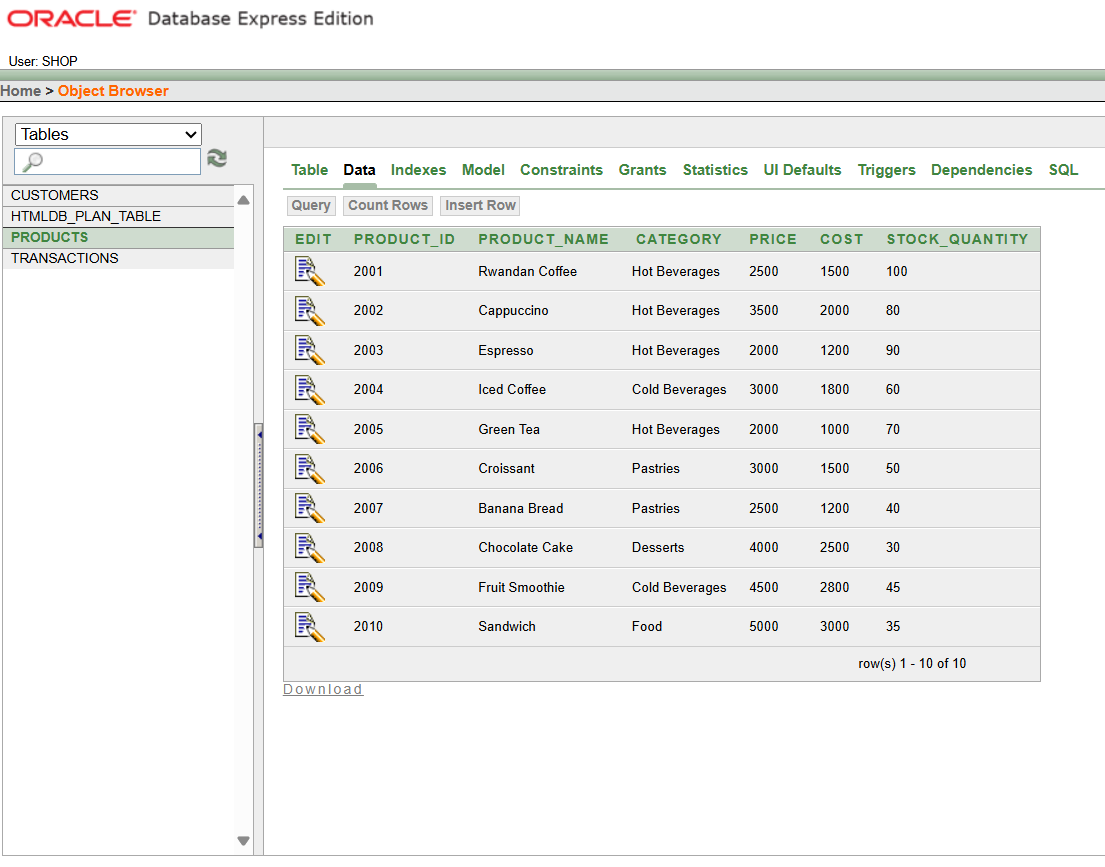 ORACLE Database Express Edition
User: SHOP
Home > Object Browser
Tables
CUSTOMERS
HTMLDB_PLAN_TABLE
PRODUCTS
TRANSACTIONS
Table Data Indexes Model Constraints Grants Statistics UI Defaults Triggers Dependencies SQL
Query Count Rows Insert Row
EDIT PRODUCT_ID PRODUCT_NAME CATEGORY PRICE COST STOCK_QUANTITY
2001 Rwandan Coffee Hot Beverages 2500 1500 100
2002 Cappuccino Hot Beverages 3500 2000 80
2003 Espresso Hot Beverages 2000 1200 90
2004 Iced Coffee Cold Beverages 3000 1800 60
2005 Green Tea Hot Beverages 2000 1000 70
2006 Croissant Pastries 3000 1500 50
2007 Banana Bread Pastries 2500 1200 40
2008 Chocolate Cake Desserts 4000 2500 30
2009 Fruit Smoothie Cold Beverages 4500 2800 45
2010 Sandwich Food 5000 3000 35
row(s) 1 - 10 of 10
Download